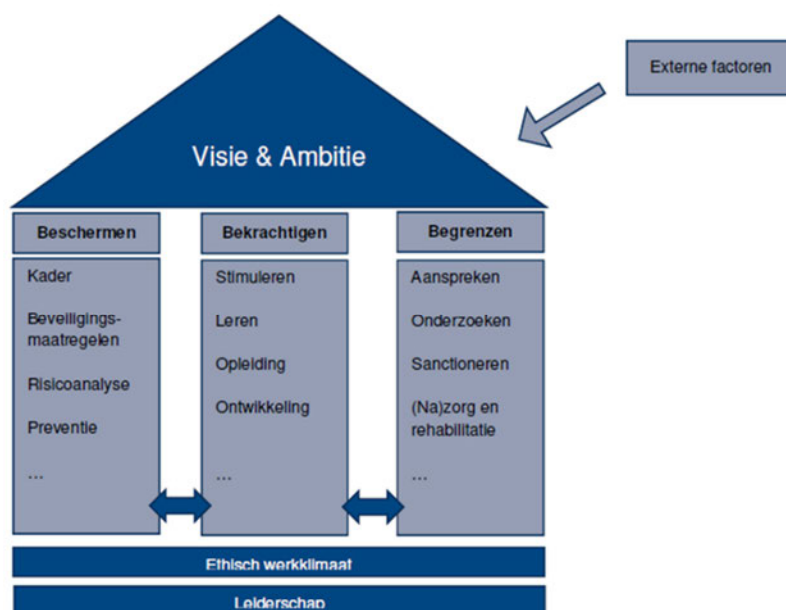 Externe factoren
Visie & Ambitie
Beschermen
Kader
Beveiligings-
maatregelen
Risicoanalyse
Preventie
...
Bekrachtigen
Stimuleren
Leren
Opleiding
Ontwikkeling
...
Begrenzen
Aanspreken
Onderzoeken
Sanctioneren
(Na)zorg en
rehabilitatie
...
Ethisch werkklimaat
Leiderschap